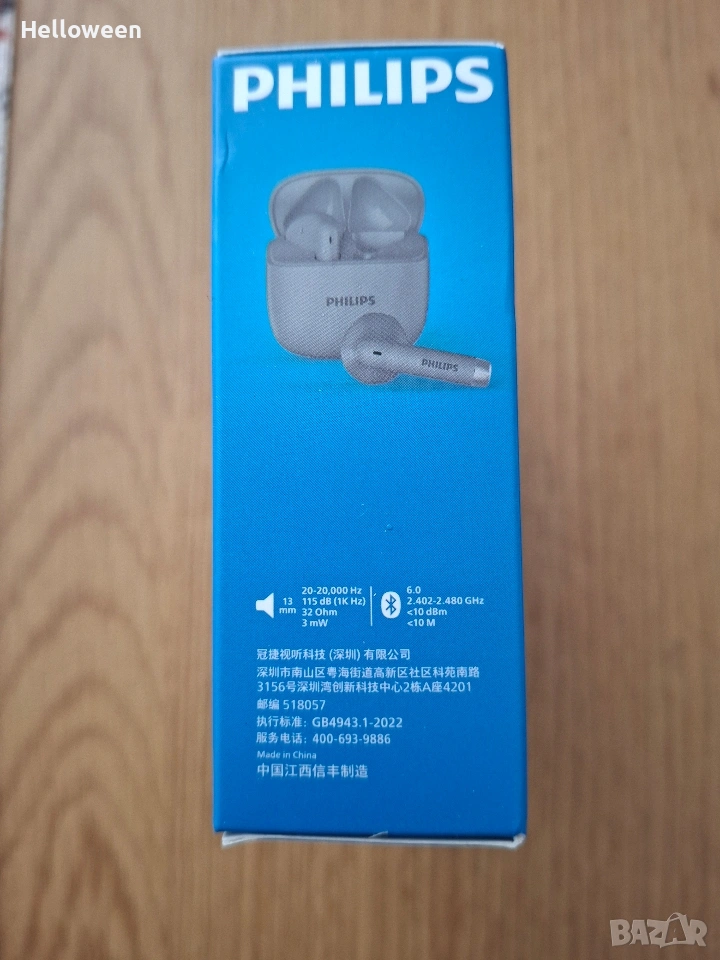 Helloween
PHILIPS
PHILIPS
PHILIPS
13 mm
20-20,000 Hz
115 dB (1K Hz)
32 Ohm
3 mW
6.0
2.402-2.480 GHz
<10 dBm
<10 M
冠捷视听科技 (深圳) 有限公司
深圳市南山区粤海街道高新区社区科苑南路
3156号深圳湾创新科技中心2栋A座4201
邮编 518057
执行标准: GB4943.1-2022
服务电话: 400-693-9886
Made in China
中国江西信丰制造
BAZAR